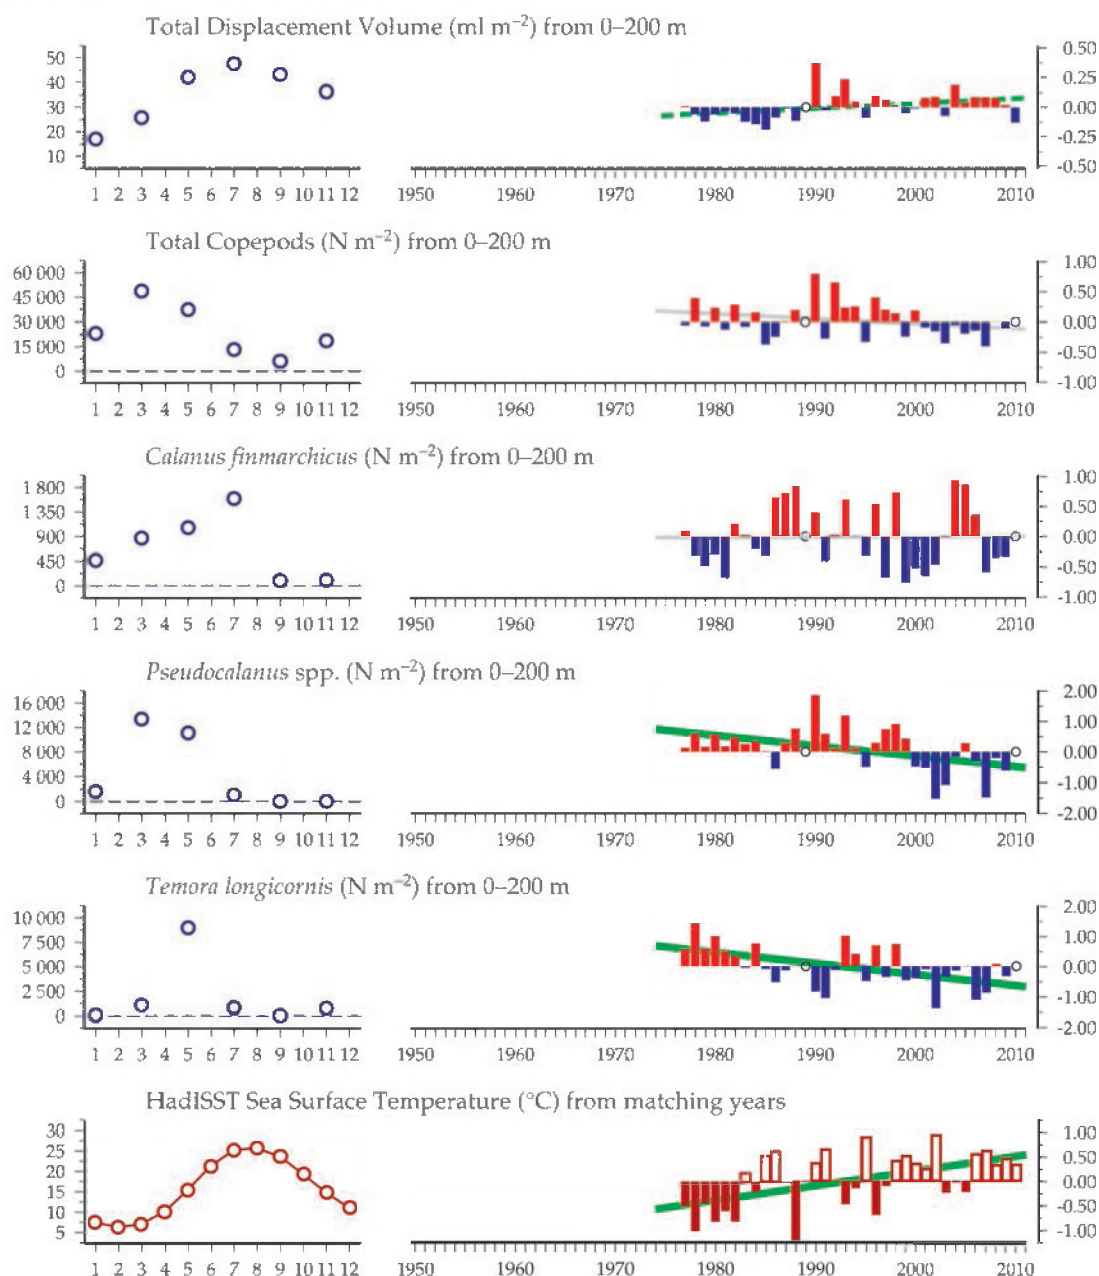 Total Displacement Volume (ml m⁻²) from 0–200 m
50 0.50
40 0.25
30 0.00
20 -0.25
10 -0.50
1 2 3 4 5 6 7 8 9 10 11 12 1950 1960 1970 1980 1990 2000 2010
Total Copepods (N m⁻²) from 0–200 m
60 000 1.00
45 000 0.50
30 000 0.00
15 000 -0.50
0 -1.00
1 2 3 4 5 6 7 8 9 10 11 12 1950 1960 1970 1980 1990 2000 2010
Calanus finmarchicus (N m⁻²) from 0–200 m
1 800 1.00
1 350 0.50
900 0.00
450 -0.50
0 -1.00
1 2 3 4 5 6 7 8 9 10 11 12 1950 1960 1970 1980 1990 2000 2010
Pseudocalanus spp. (N m⁻²) from 0–200 m
16 000 2.00
12 000 1.00
8 000 0.00
4 000 -1.00
0 -2.00
1 2 3 4 5 6 7 8 9 10 11 12 1950 1960 1970 1980 1990 2000 2010
Temora longicornis (N m⁻²) from 0–200 m
10 000 2.00
7 500 1.00
5 000 0.00
2 500 -1.00
0 -2.00
1 2 3 4 5 6 7 8 9 10 11 12 1950 1960 1970 1980 1990 2000 2010
HadISST Sea Surface Temperature (°C) from matching years
30 1.00
25 0.50
20 0.00
15 -0.50
10 -1.00
5
1 2 3 4 5 6 7 8 9 10 11 12 1950 1960 1970 1980 1990 2000 2010